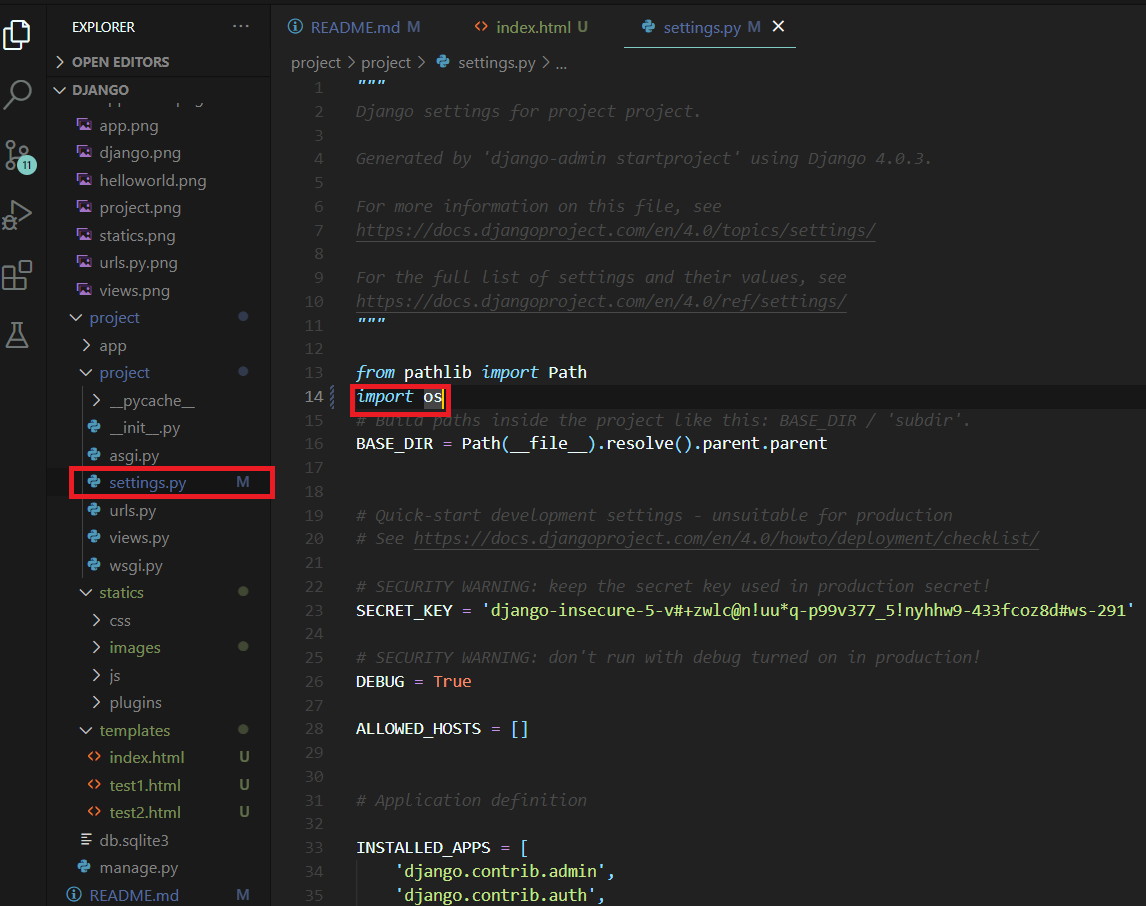 EXPLORER
OPEN EDITORS
DJANGO
app.png
django.png
helloworld.png
project.png
statics.png
urls.py.png
views.png
project
app
project
__pycache__
__init__.py
asgi.py
settings.py M
urls.py
views.py
wsgi.py
statics
css
images
js
plugins
templates
index.html U
test1.html U
test2.html U
db.sqlite3
manage.py
README.md M
11
README.md M index.html U settings.py M
project > project > settings.py > ...
1 """
2 Django settings for project project.
3
4 Generated by 'django-admin startproject' using Django 4.0.3.
5
6 For more information on this file, see
7 https://docs.djangoproject.com/en/4.0/topics/settings/
8
9 For the full list of settings and their values, see
10 https://docs.djangoproject.com/en/4.0/ref/settings/
11 """
12
13 from pathlib import Path
14 import os
15 # Build paths inside the project like this: BASE_DIR / 'subdir'.
16 BASE_DIR = Path(__file__).resolve().parent.parent
17
18
19 # Quick-start development settings - unsuitable for production
20 # See https://docs.djangoproject.com/en/4.0/howto/deployment/checklist/
21
22 # SECURITY WARNING: keep the secret key used in production secret!
23 SECRET_KEY = 'django-insecure-5-v#+zwlc@n!uu*q-p99v377_5!nyhhw9-433fcoz8d#ws-291'
24
25 # SECURITY WARNING: don't run with debug turned on in production!
26 DEBUG = True
27
28 ALLOWED_HOSTS = []
29
30
31 # Application definition
32
33 INSTALLED_APPS = [
34 'django.contrib.admin',
35 'django.contrib.auth',